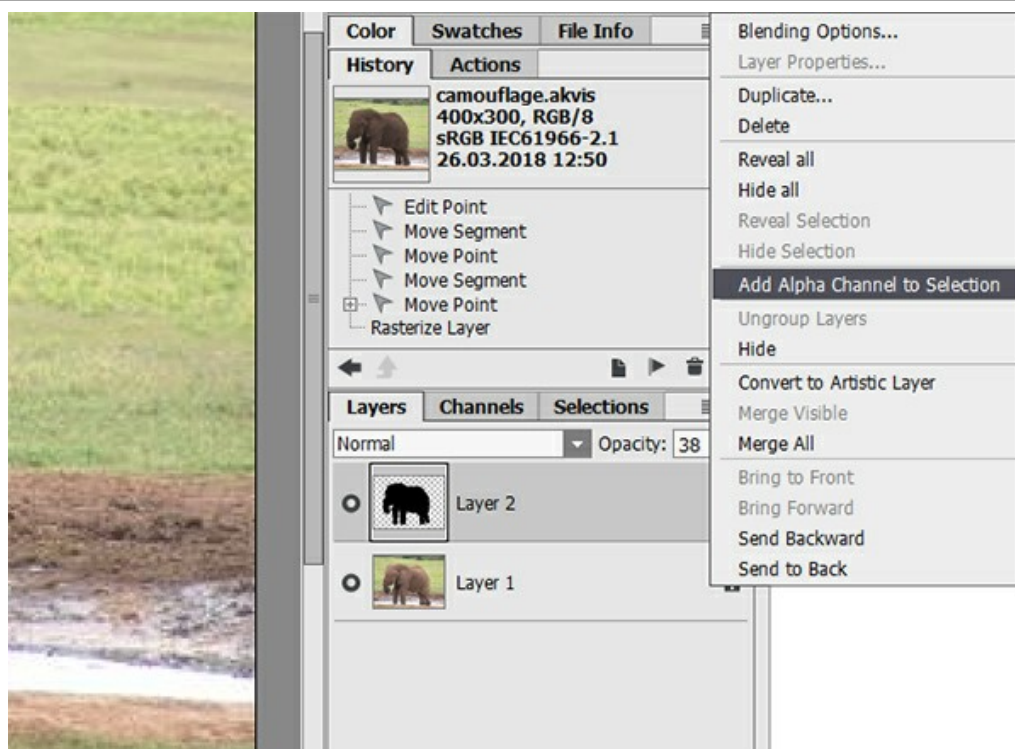 Color
Swatches
File Info
History
Actions
camouflage.akvis
400x300, RGB/8
sRGB IEC61966-2.1
26.03.2018 12:50
Edit Point
Move Segment
Move Point
Move Segment
Move Point
Rasterize Layer
Layers
Channels
Selections
Normal
Opacity: 38
Layer 2
Layer 1
Blending Options...
Layer Properties...
Duplicate...
Delete
Reveal all
Hide all
Reveal Selection
Hide Selection
Add Alpha Channel to Selection
Ungroup Layers
Hide
Convert to Artistic Layer
Merge Visible
Merge All
Bring to Front
Bring Forward
Send Backward
Send to Back